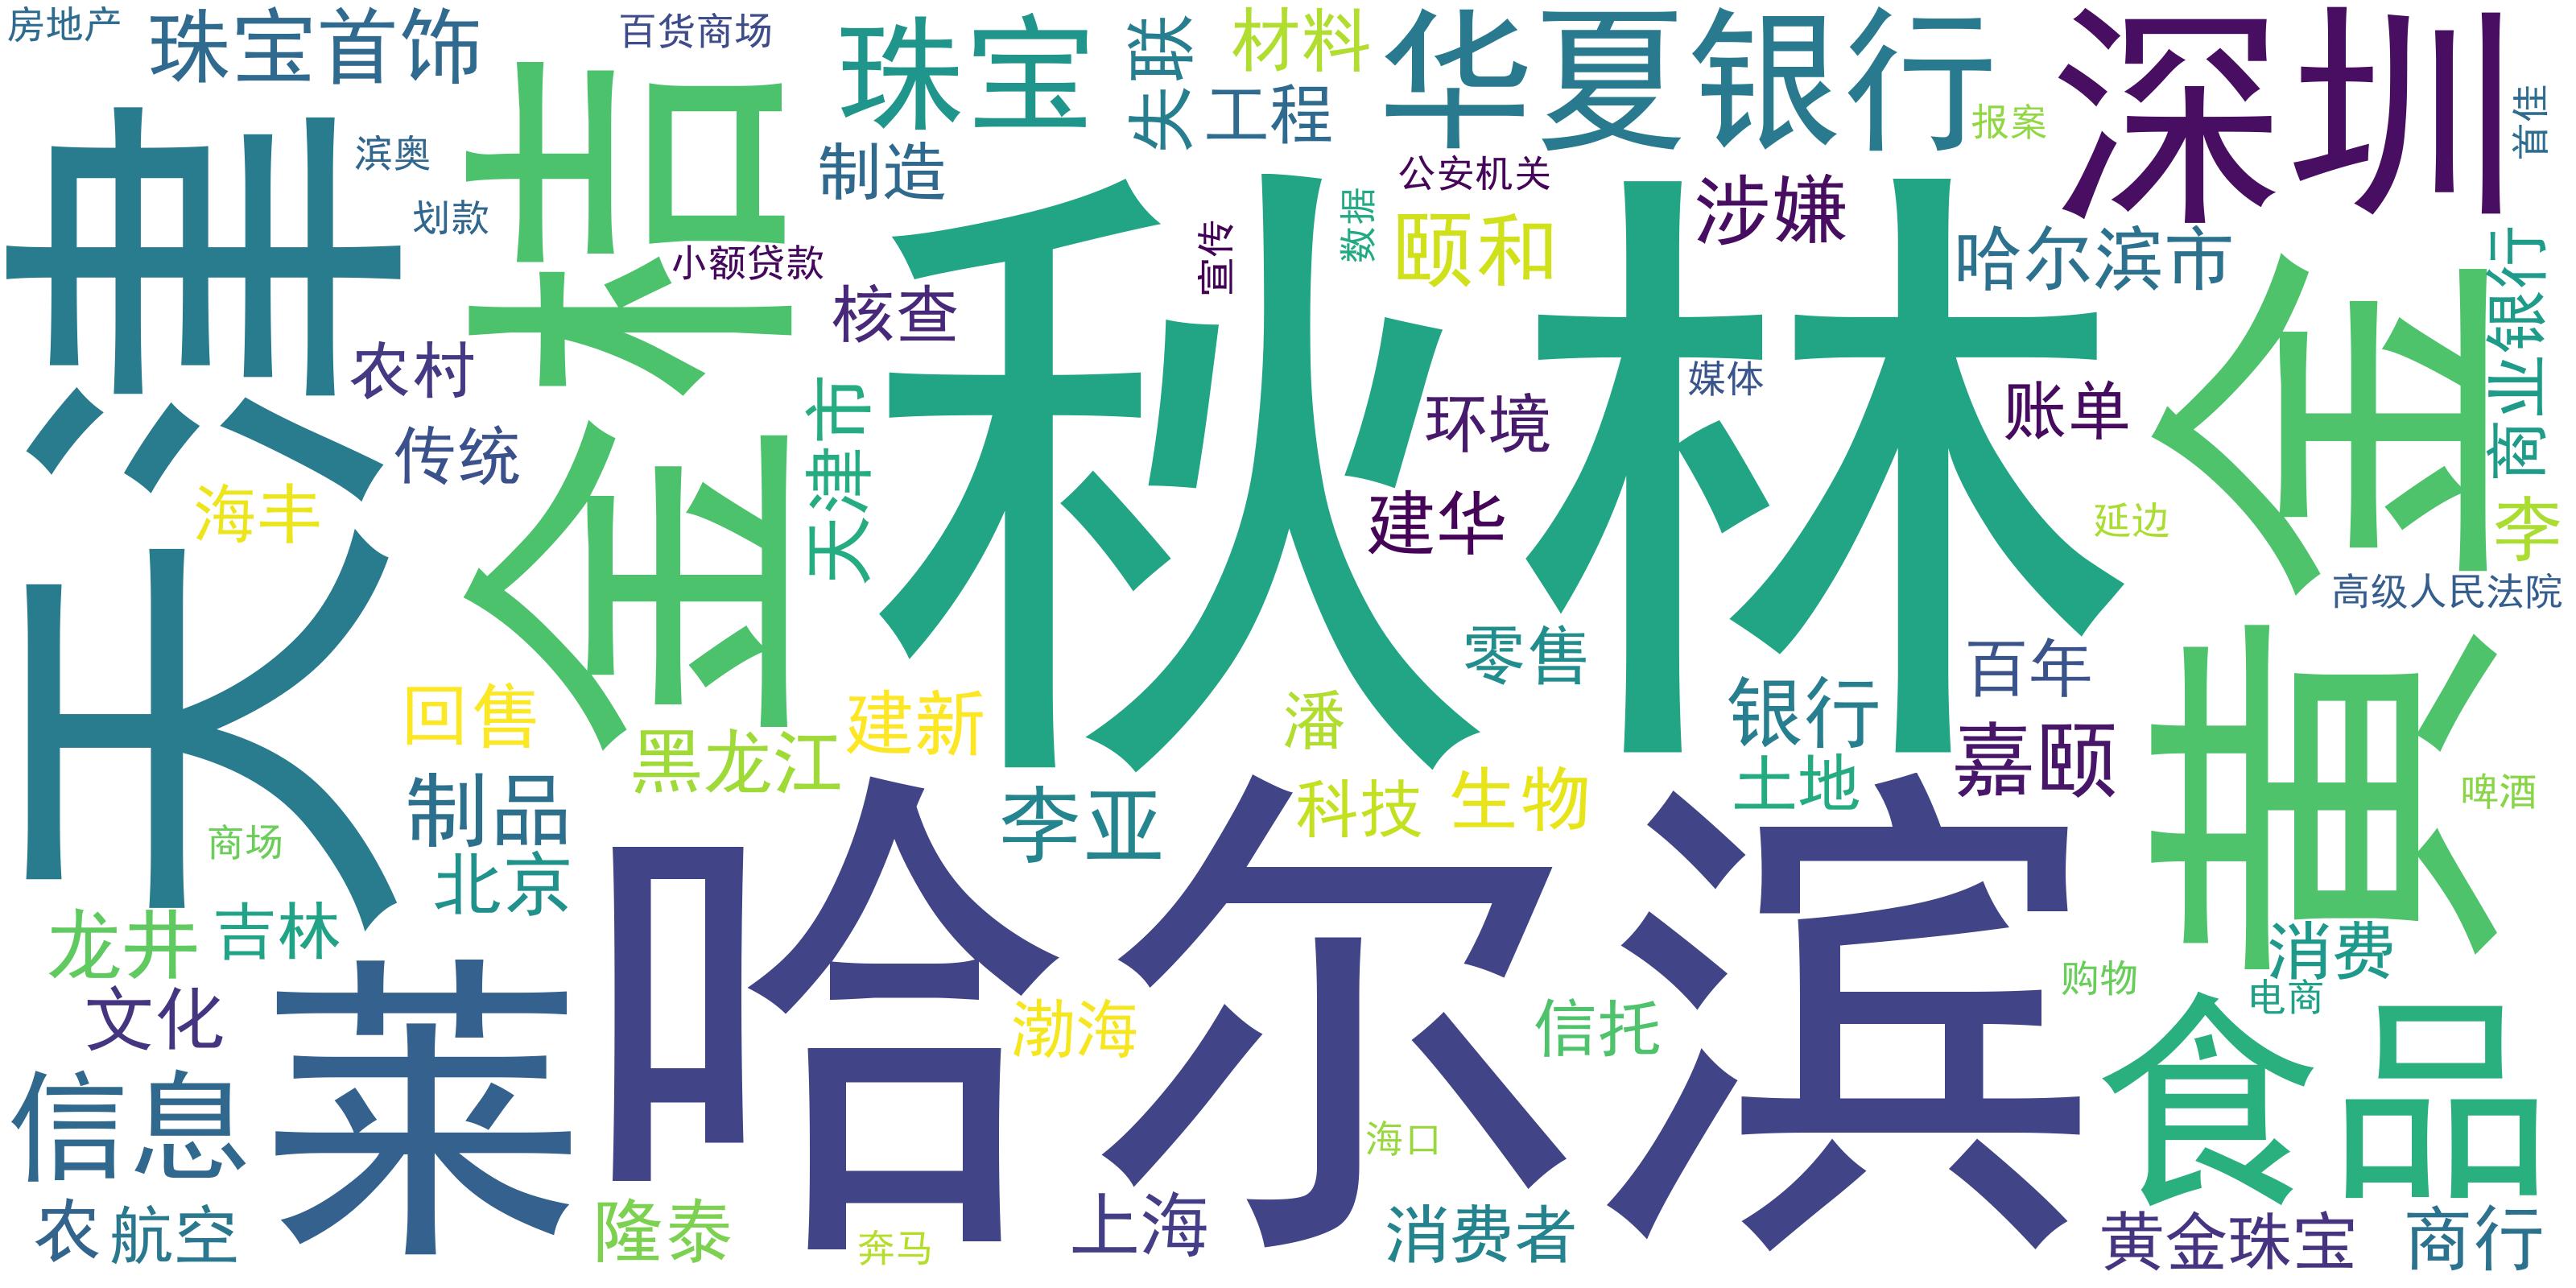 房地产
珠宝首饰
百货商场
珠宝
失联
材料
工程
华夏银行
深圳
报案
首佳
天津
滨奥
划款
金桔
小额贷款
制造
核查
宣传
数据
公安机关
颐和
涉嫌
哈尔滨市
商业银行
农村
传统
海丰
天津市
秋林
环境
媒体
账单
建华
黄金
延边
李
高级人民法院
回售
黑龙江
建新
潘
零售
银行
百年
制品
李亚
科技
生物
土地
嘉颐
啤酒
商场
北京
龙井
吉林
哈尔滨
消费
文化
莱
渤海
信托
购物
电商
信息
海口
食品
农
航空
隆泰
奔马
上海
消费者
黄金珠宝
商行